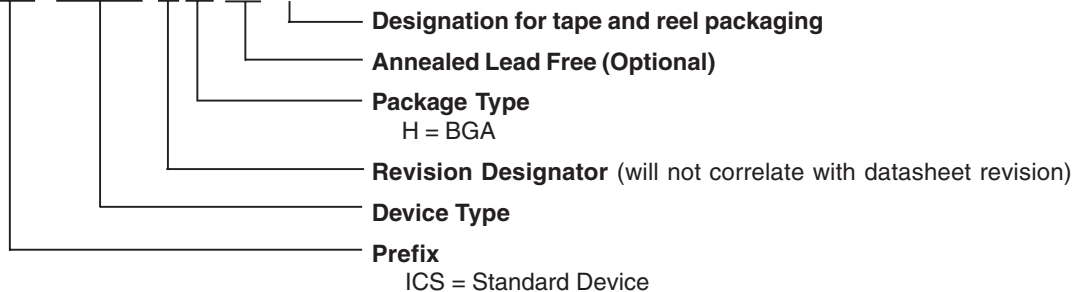 Designation for tape and reel packaging
Annealed Lead Free (Optional)
Package Type
H = BGA
Revision Designator (will not correlate with datasheet revision)
Device Type
Prefix
ICS = Standard Device